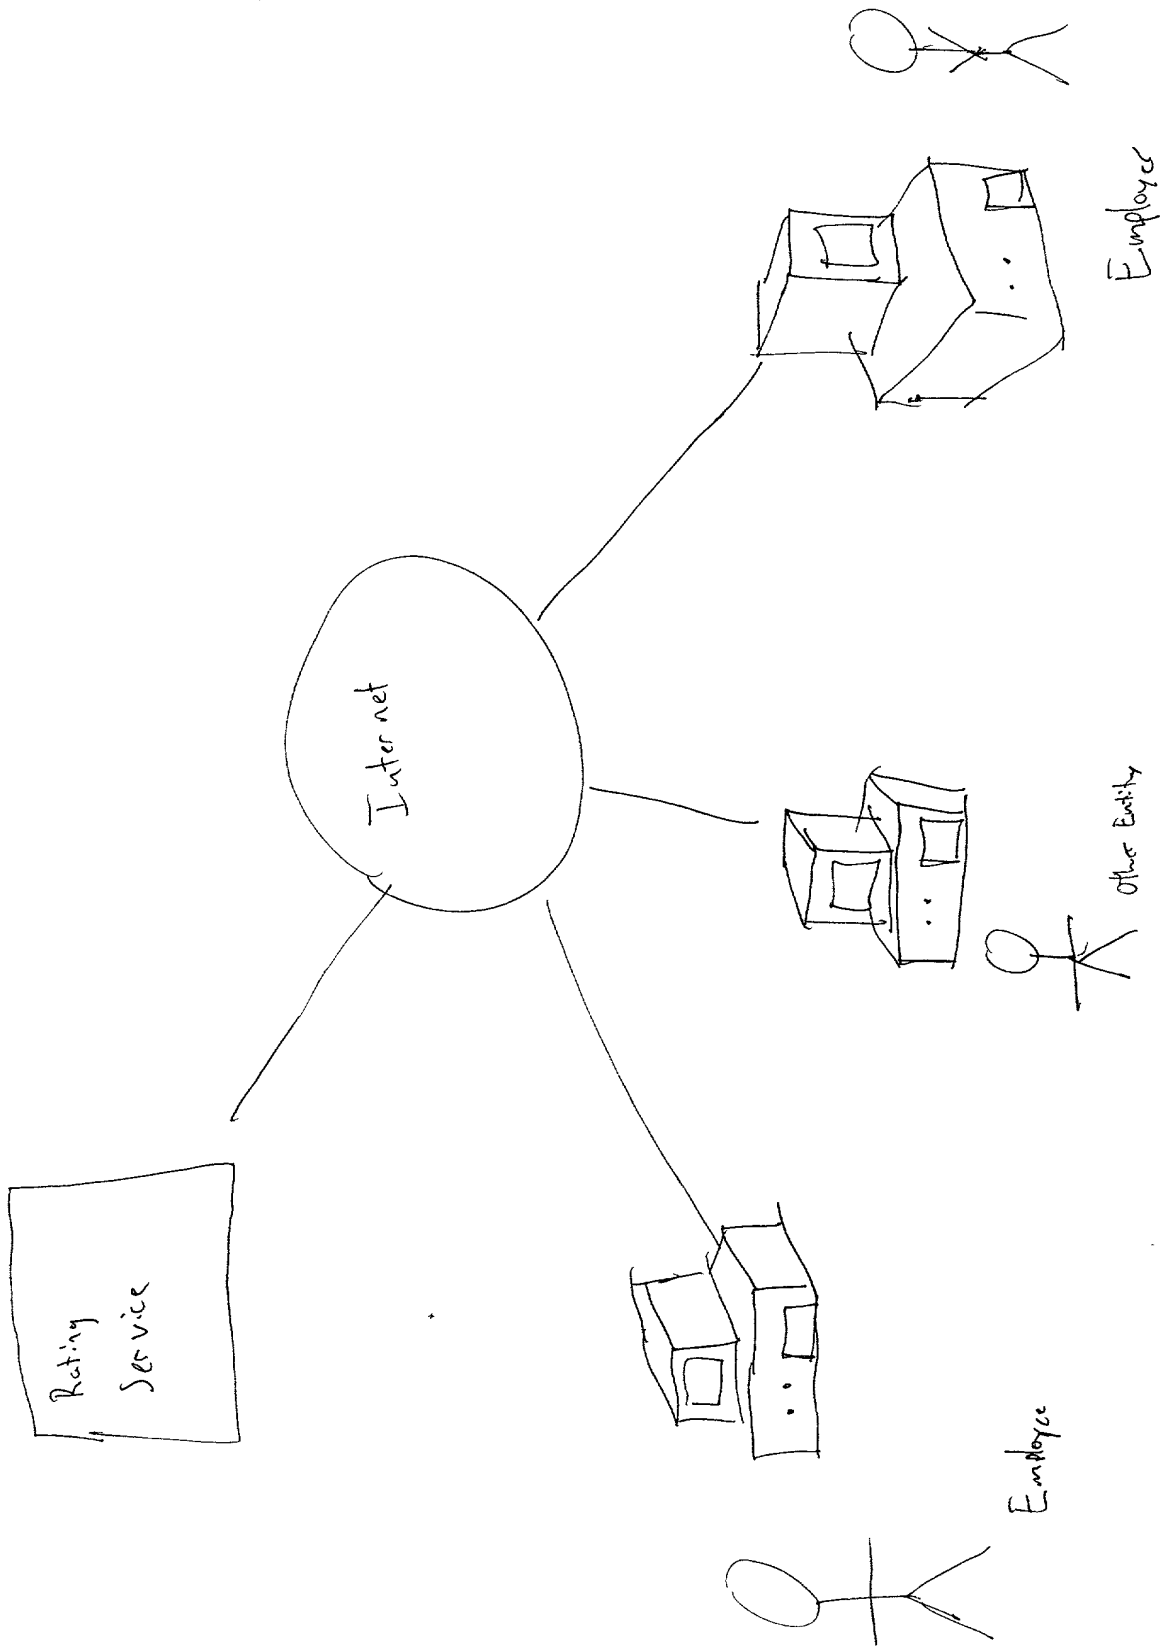 Rating
Service
Internet
Employee
Other Entity
Employer